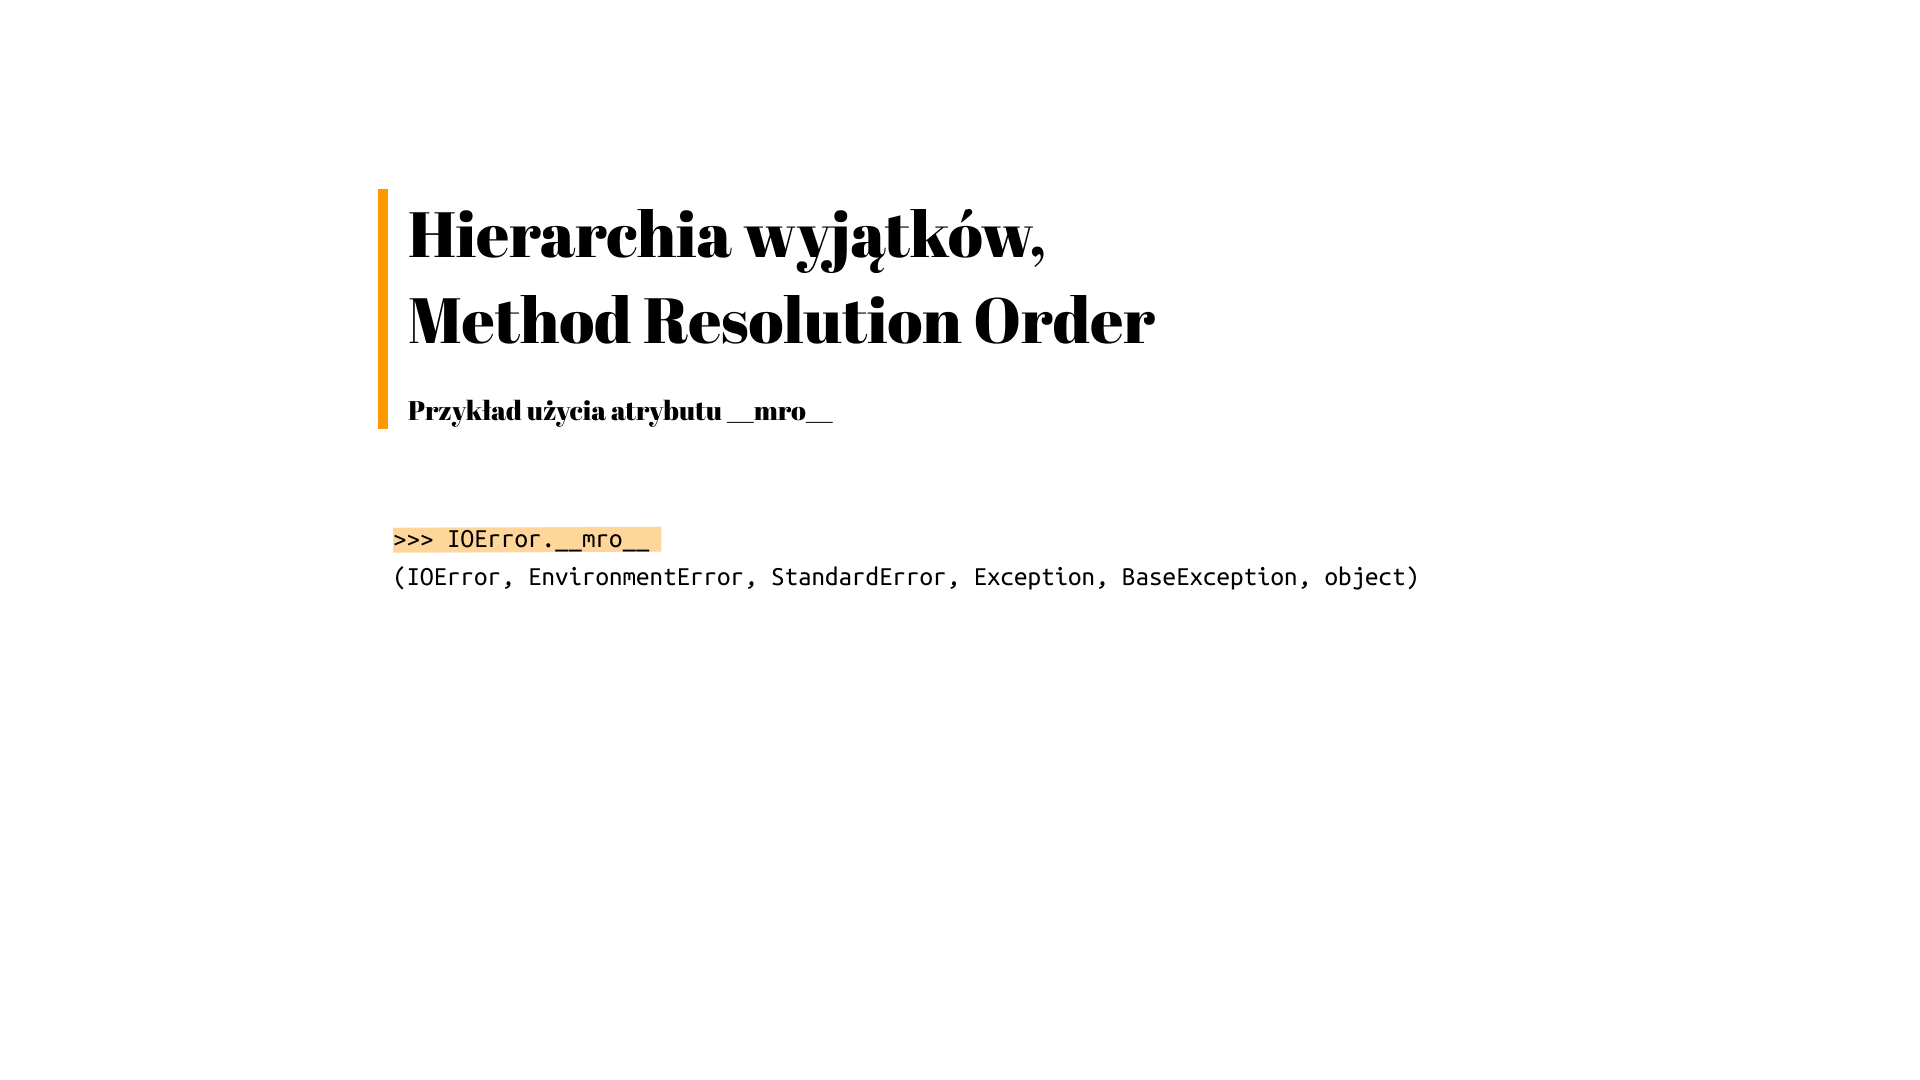 Hierarchia wyjątków,
Method Resolution Order
Przykład użycia atrybutu __mro__
>>> IOError.__mro__
(IOError, EnvironmentError, StandardError, Exception, BaseException, object)